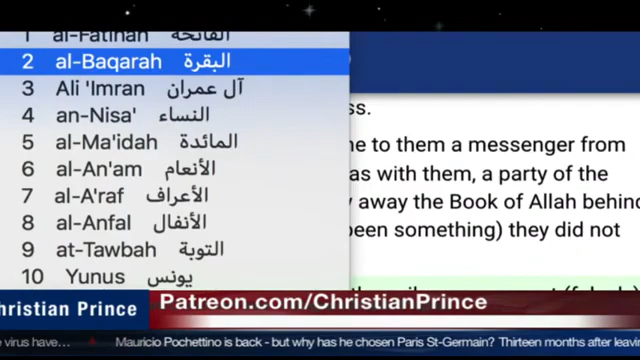 1 al-Fatihah الفاتحة
2 al-Baqarah البقرة
3 Ali 'Imran آل عمران
4 an-Nisa' النساء
5 al-Ma'idah المائدة
6 al-An'am الأنعام
7 al-A'raf الأعراف
8 al-Anfal الأنفال
9 at-Tawbah التوبة
10 Yunus يونس
ss.
to them a messenger from
as with them, a party of the
away the Book of Allah behind
been something) they did not
Christian Prince
Patreon.com/ChristianPrince
virus have...
Mauricio Pochettino is back - but why has he chosen Paris St-Germain? Thirteen months after